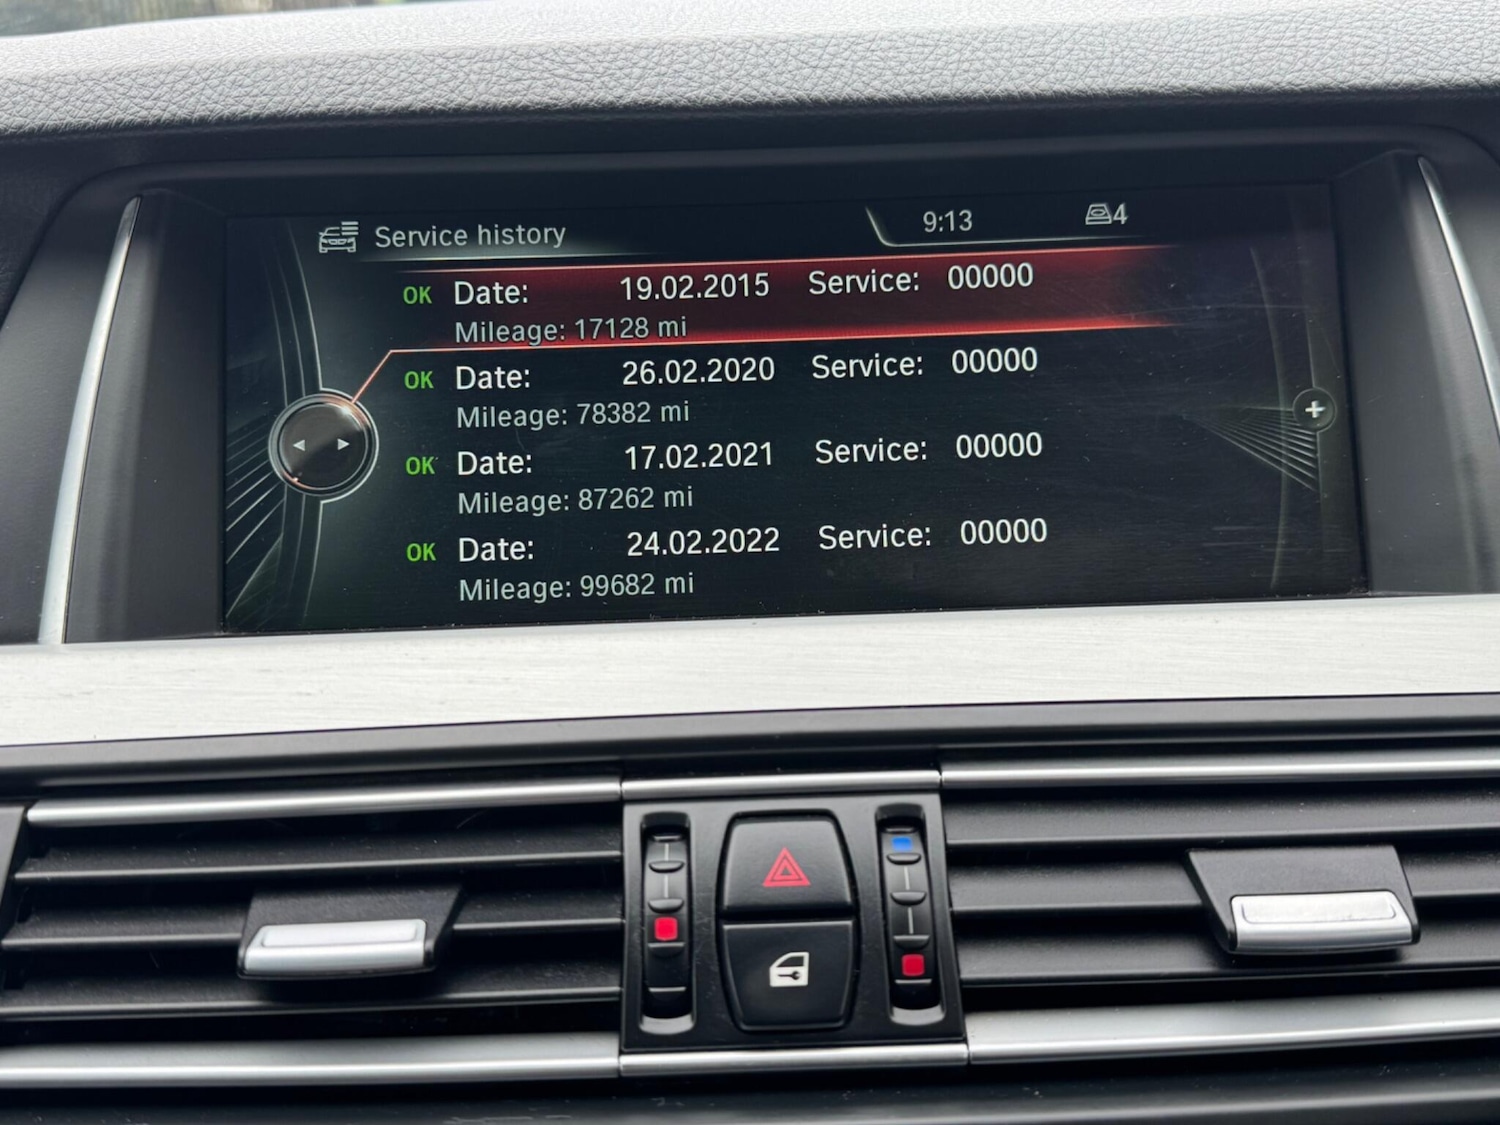 Service history 9:13 4
OK Date: 19.02.2015 Service: 00000
Mileage: 17128 mi
OK Date: 26.02.2020 Service: 00000
Mileage: 78382 mi
OK Date: 17.02.2021 Service: 00000
Mileage: 87262 mi
OK Date: 24.02.2022 Service: 00000
Mileage: 99682 mi